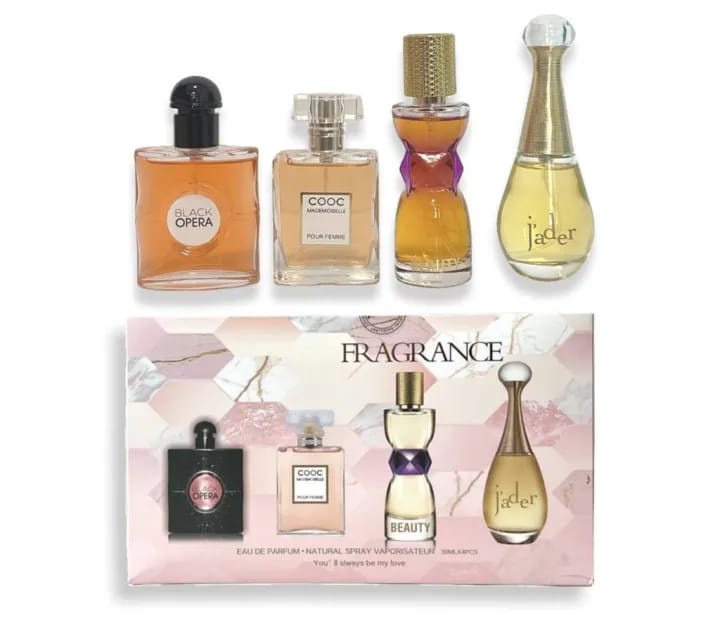 BLACK
OPERA
COOC
MADEMOISELLE
POUR FEMME
BEAUTY
j'ader
FRAGRANCE
BLACK
OPERA
COOC
MADEMOISELLE
POUR FEMME
BEAUTY
j'ader
EAU DE PARFUM • NATURAL SPRAY VAPORISATEUR 30MLX4PCS
You' ll always be my love